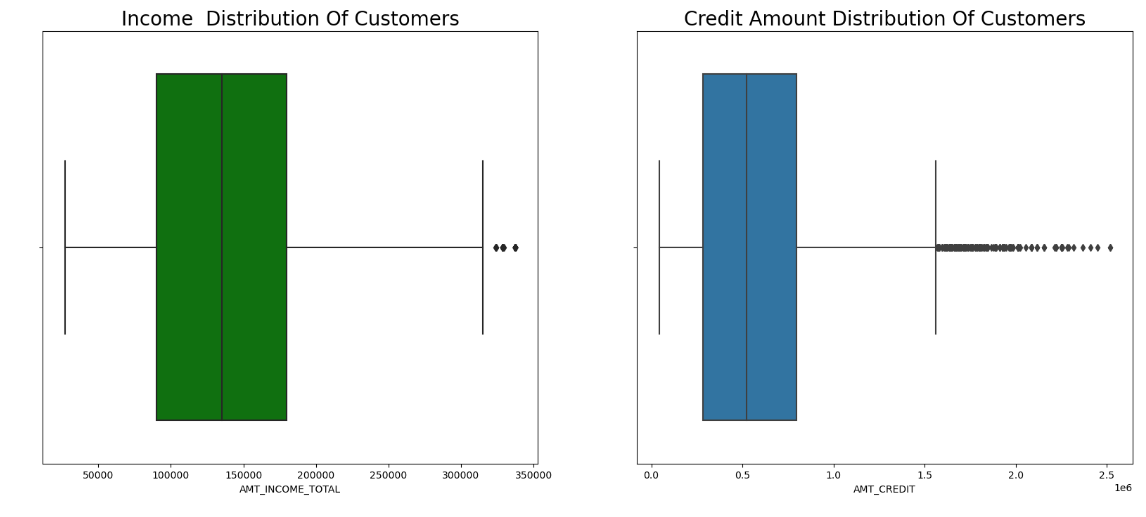 Income  Distribution Of Customers
50000 100000 150000 200000 250000 300000 350000
AMT_INCOME_TOTAL
Credit Amount Distribution Of Customers
0.0 0.5 1.0 1.5 2.0 2.5
1e6
AMT_CREDIT